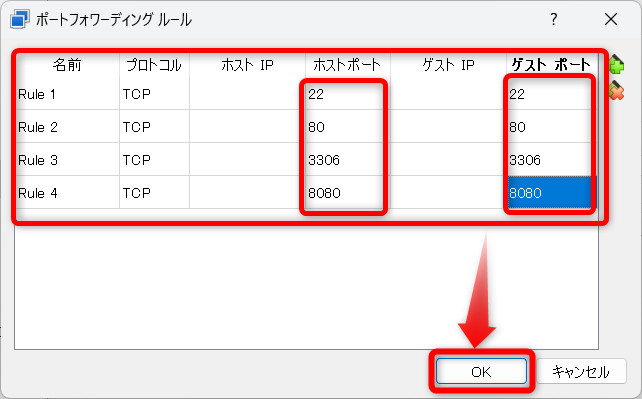 ポートフォワーディング ルール ?
名前 プロトコル ホスト IP ホストポート ゲスト IP ゲスト ポート
Rule 1 TCP 22 22
Rule 2 TCP 80 80
Rule 3 TCP 3306 3306
Rule 4 TCP 8080 8080
OK キャンセル